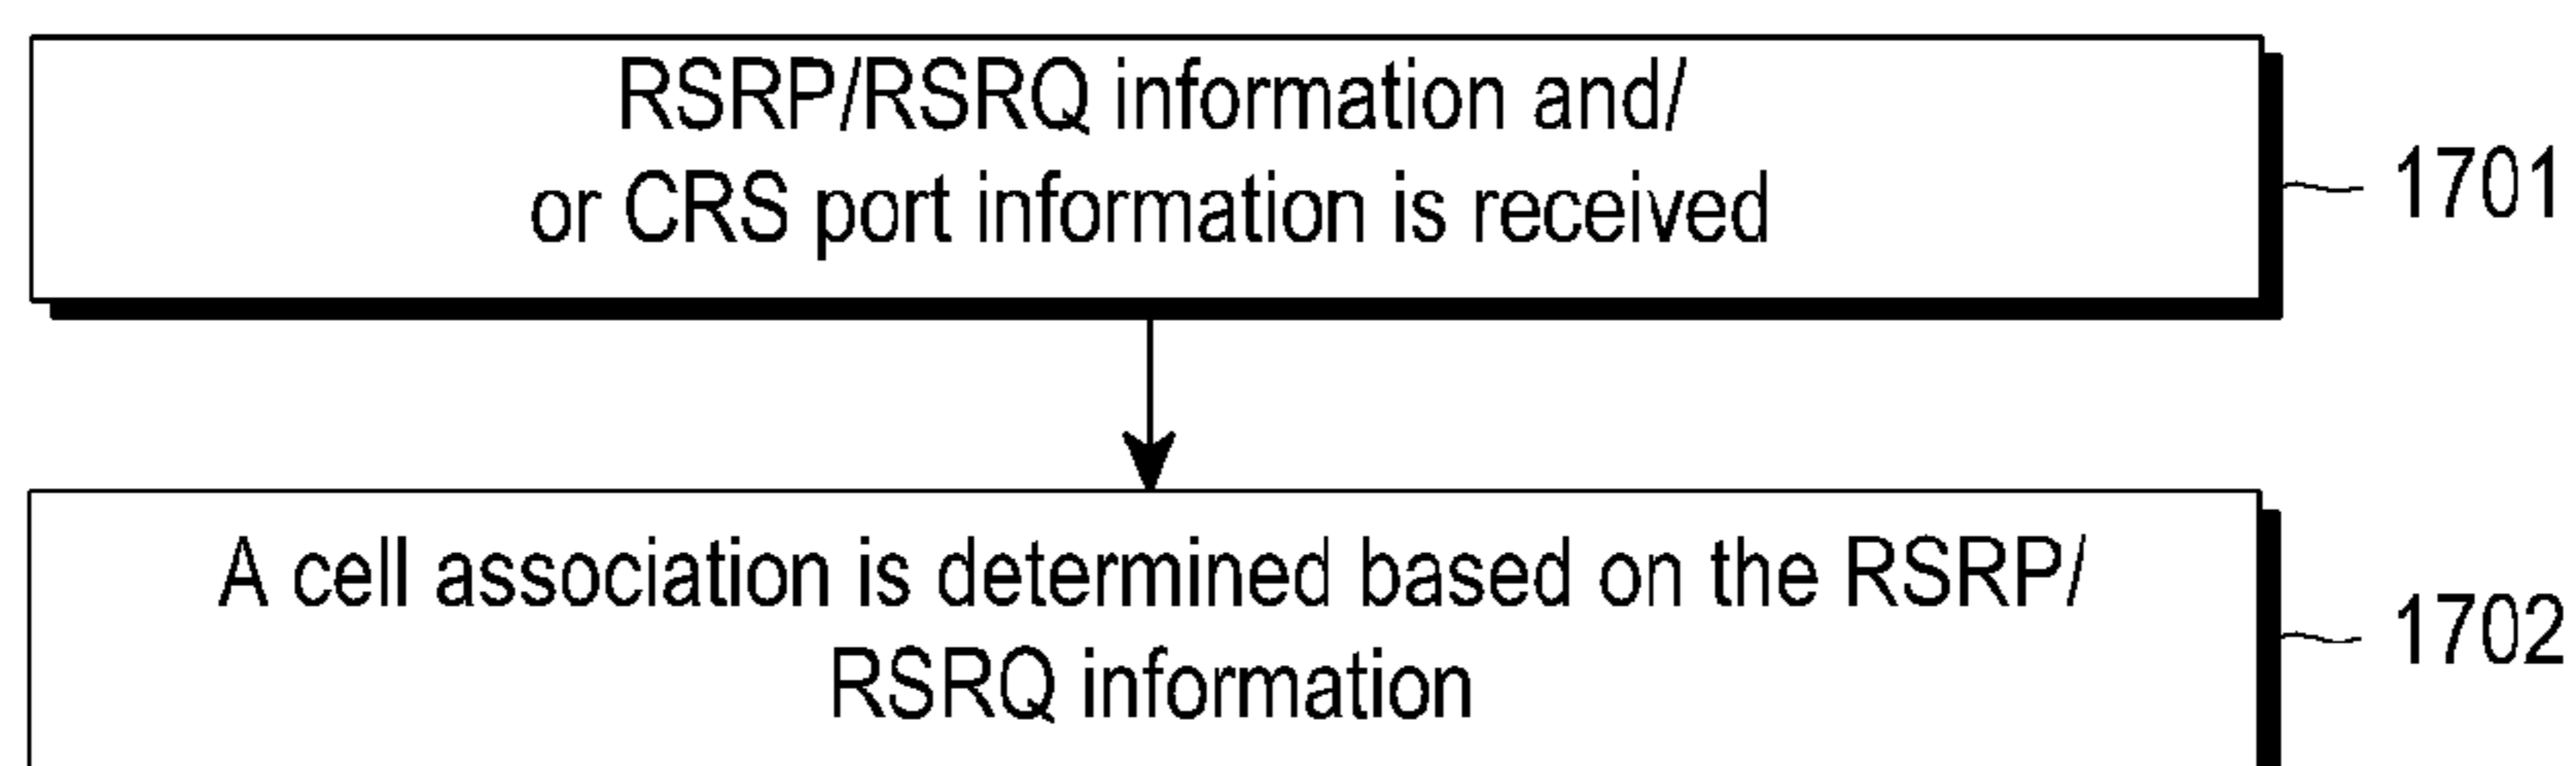 RSRP/RSRQ information and/
or CRS port information is received
1701
A cell association is determined based on the RSRP/
RSRQ information
1702